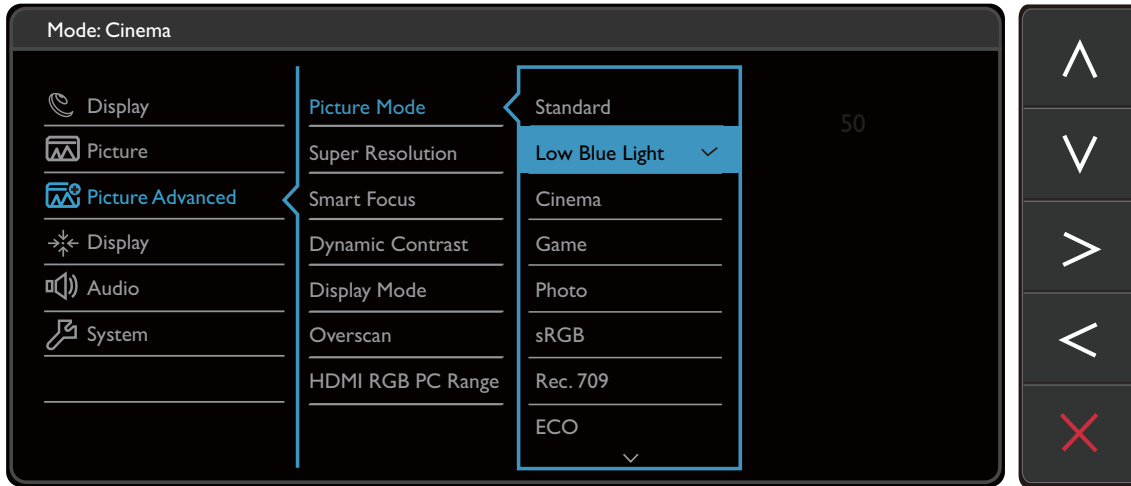 Mode: Cinema
Display
Picture
Picture Advanced
Display
Audio
System
Picture Mode
Super Resolution
Smart Focus
Dynamic Contrast
Display Mode
Overscan
HDMI RGB PC Range
Standard
Low Blue Light
Cinema
Game
Photo
sRGB
Rec. 709
ECO
50